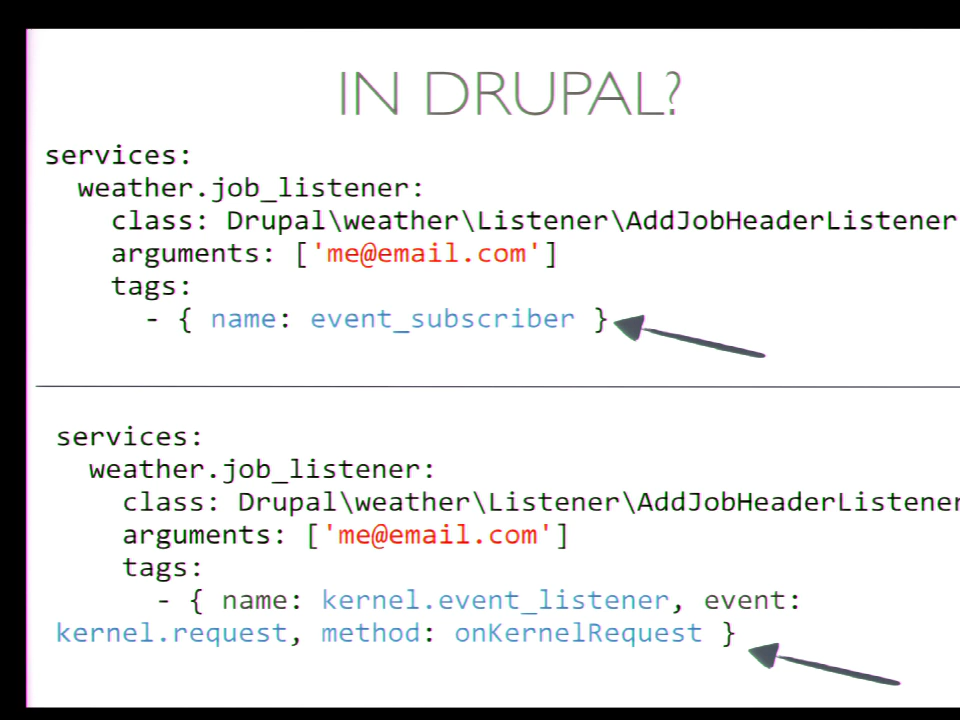 IN DRUPAL?
services:
  weather.job_listener:
    class: Drupal\weather\Listener\AddJobHeaderListener
    arguments: ['me@email.com']
    tags:
      - { name: event_subscriber }
services:
  weather.job_listener:
    class: Drupal\weather\Listener\AddJobHeaderListener
    arguments: ['me@email.com']
    tags:
      - { name: kernel.event_listener, event:
kernel.request, method: onKernelRequest }